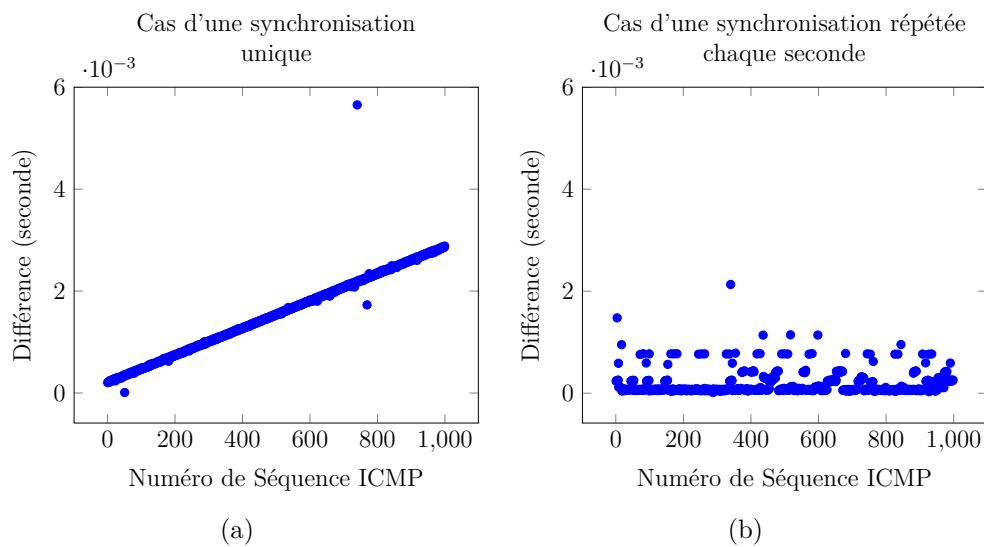 Cas d'une synchronisation
unique
·10⁻³
6
4
2
0
0 200 400 600 800 1,000
Différence (seconde)
Numéro de Séquence ICMP
(a)
Cas d'une synchronisation répétée
chaque seconde
·10⁻³
6
4
2
0
0 200 400 600 800 1,000
Différence (seconde)
Numéro de Séquence ICMP
(b)